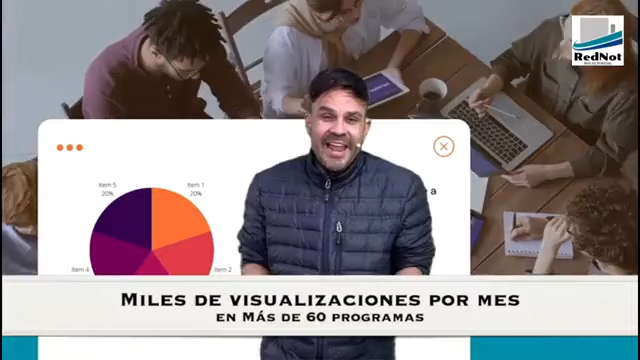 RedNot
Item 5
20%
Item 1
20%
a
Item 4
Item 2
MILES DE VISUALIZACIONES POR MES
EN MÁS DE 60 PROGRAMAS